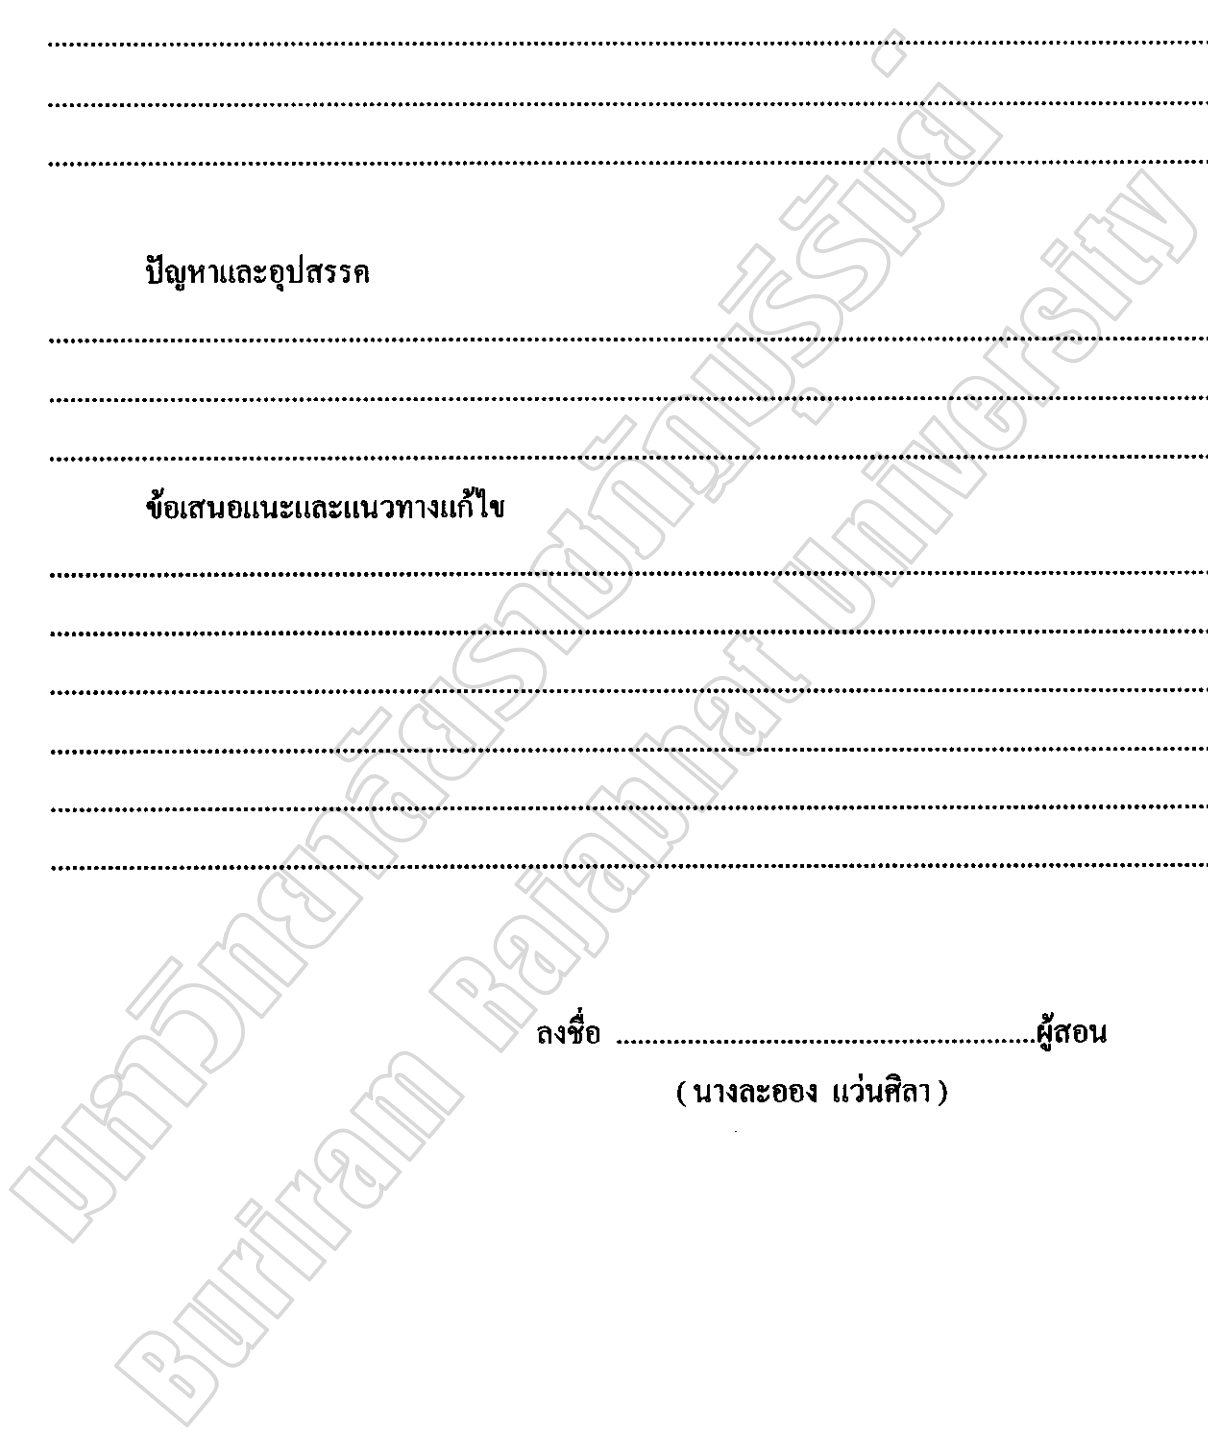 ................................................................................
................................................................................
................................................................................
ปัญหาและอุปสรรค
................................................................................
................................................................................
................................................................................
ข้อเสนอแนะและแนวทางแก้ไข
................................................................................
................................................................................
................................................................................
................................................................................
................................................................................
................................................................................
ลงชื่อ ............................................................ผู้สอน
( นางละออง แว่นศิลา )
มหาวิทยาลัยราชภัฏบุรีรัมย์
Buriram Rajabhat University